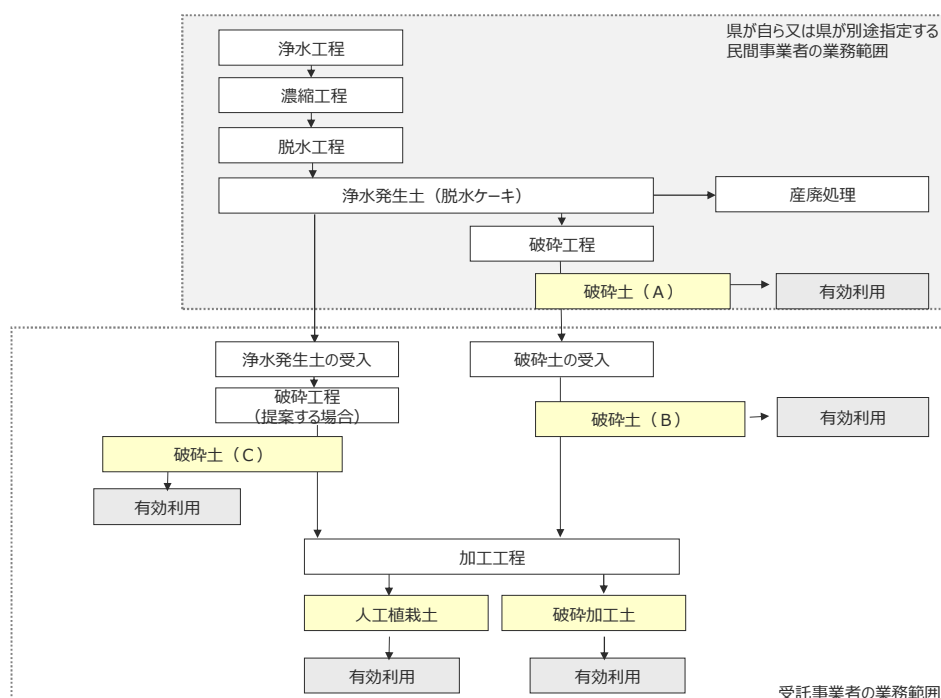 県が自ら又は県が別途指定する
民間事業者の業務範囲
浄水工程
濃縮工程
脱水工程
浄水発生土（脱水ケーキ）
産廃処理
破砕工程
破砕土（A）
有効利用
浄水発生土の受入
破砕土の受入
破砕工程
（提案する場合）
破砕土（B）
有効利用
破砕土（C）
有効利用
加工工程
人工植栽土
破砕加工土
有効利用
有効利用
受託事業者の業務範囲